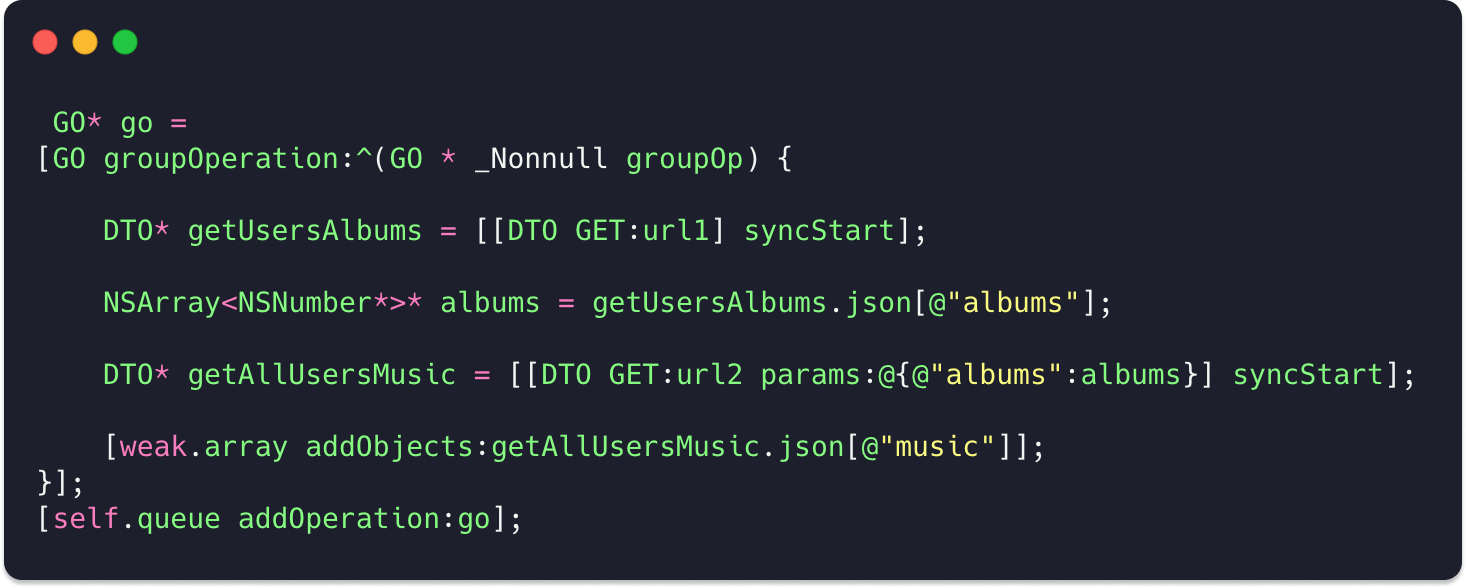 GO* go =
[GO groupOperation:^(GO * _Nonnull groupOp) {
DTO* getUsersAlbums = [[DTO GET:url1] syncStart];
NSArray<NSNumber*>* albums = getUsersAlbums.json[@"albums"];
DTO* getAllUsersMusic = [[DTO GET:url2 params:@{@"albums":albums}] syncStart];
[weak.array addObjects:getAllUsersMusic.json[@"music"]];
}];
[self.queue addOperation:go];